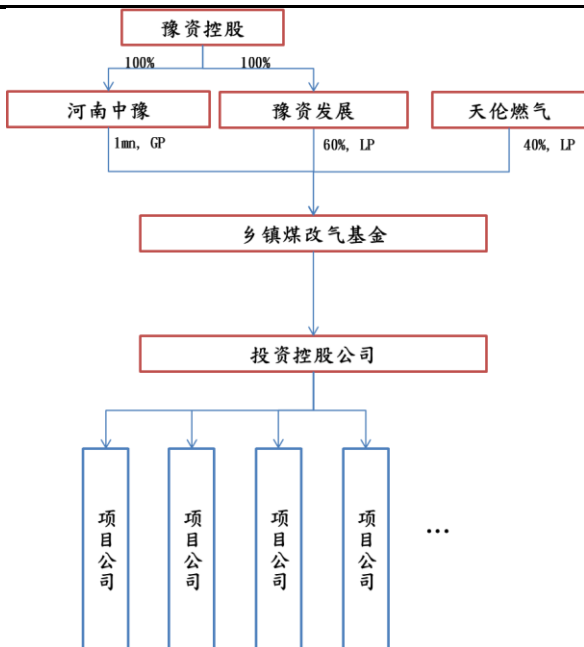 豫资控股
100% 100%
河南中豫 豫资发展 天伦燃气
1mn, GP 60%, LP 40%, LP
乡镇煤改气基金
投资控股公司
项目公司 项目公司 项目公司 项目公司 …